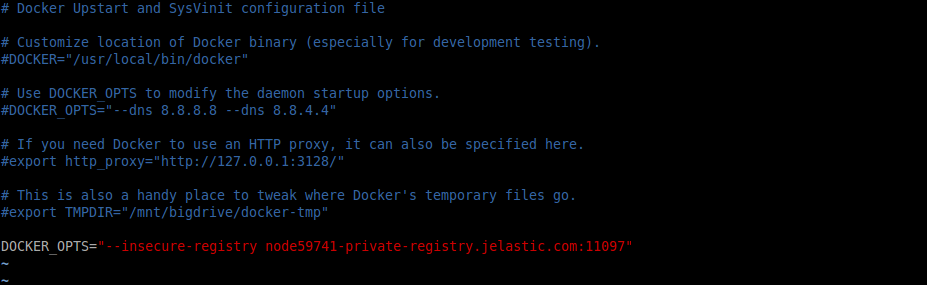 # Docker Upstart and SysVinit configuration file
# Customize location of Docker binary (especially for development testing).
#DOCKER="/usr/local/bin/docker"
# Use DOCKER_OPTS to modify the daemon startup options.
#DOCKER_OPTS="--dns 8.8.8.8 --dns 8.8.4.4"
# If you need Docker to use an HTTP proxy, it can also be specified here.
#export http_proxy="http://127.0.0.1:3128/"
# This is also a handy place to tweak where Docker's temporary files go.
#export TMPDIR="/mnt/bigdrive/docker-tmp"
DOCKER_OPTS="--insecure-registry node59741-private-registry.jelastic.com:11097"
~
~